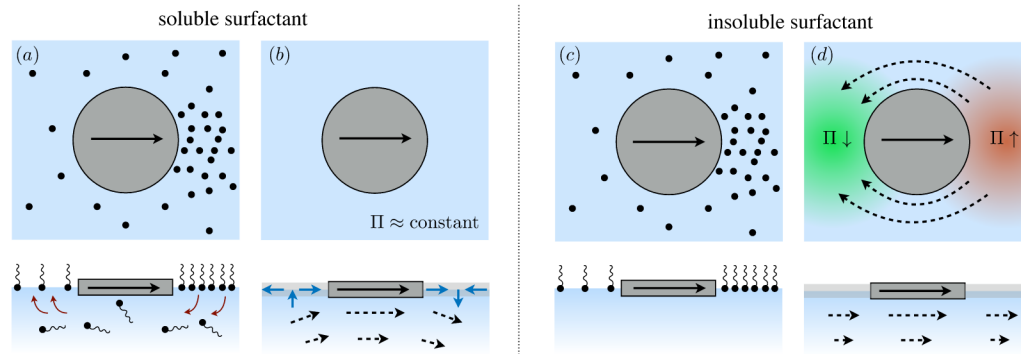 soluble surfactant
insoluble surfactant
(a)
(b)
(c)
(d)
Π ≈ constant
Π ↓
Π ↑